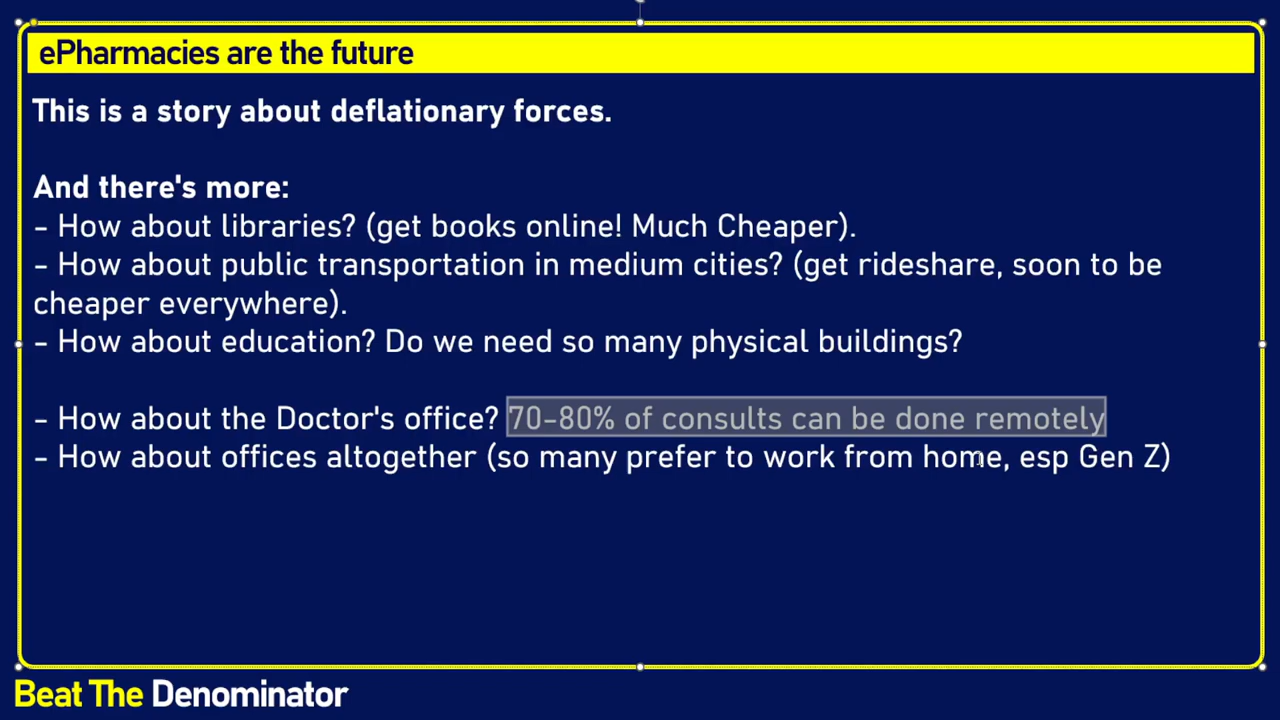 ePharmacies are the future
This is a story about deflationary forces.
And there's more:
- How about libraries? (get books online! Much Cheaper).
- How about public transportation in medium cities? (get rideshare, soon to be
cheaper everywhere).
- How about education? Do we need so many physical buildings?
- How about the Doctor's office? 70-80% of consults can be done remotely
- How about offices altogether (so many prefer to work from home, esp Gen Z)
Beat The Denominator